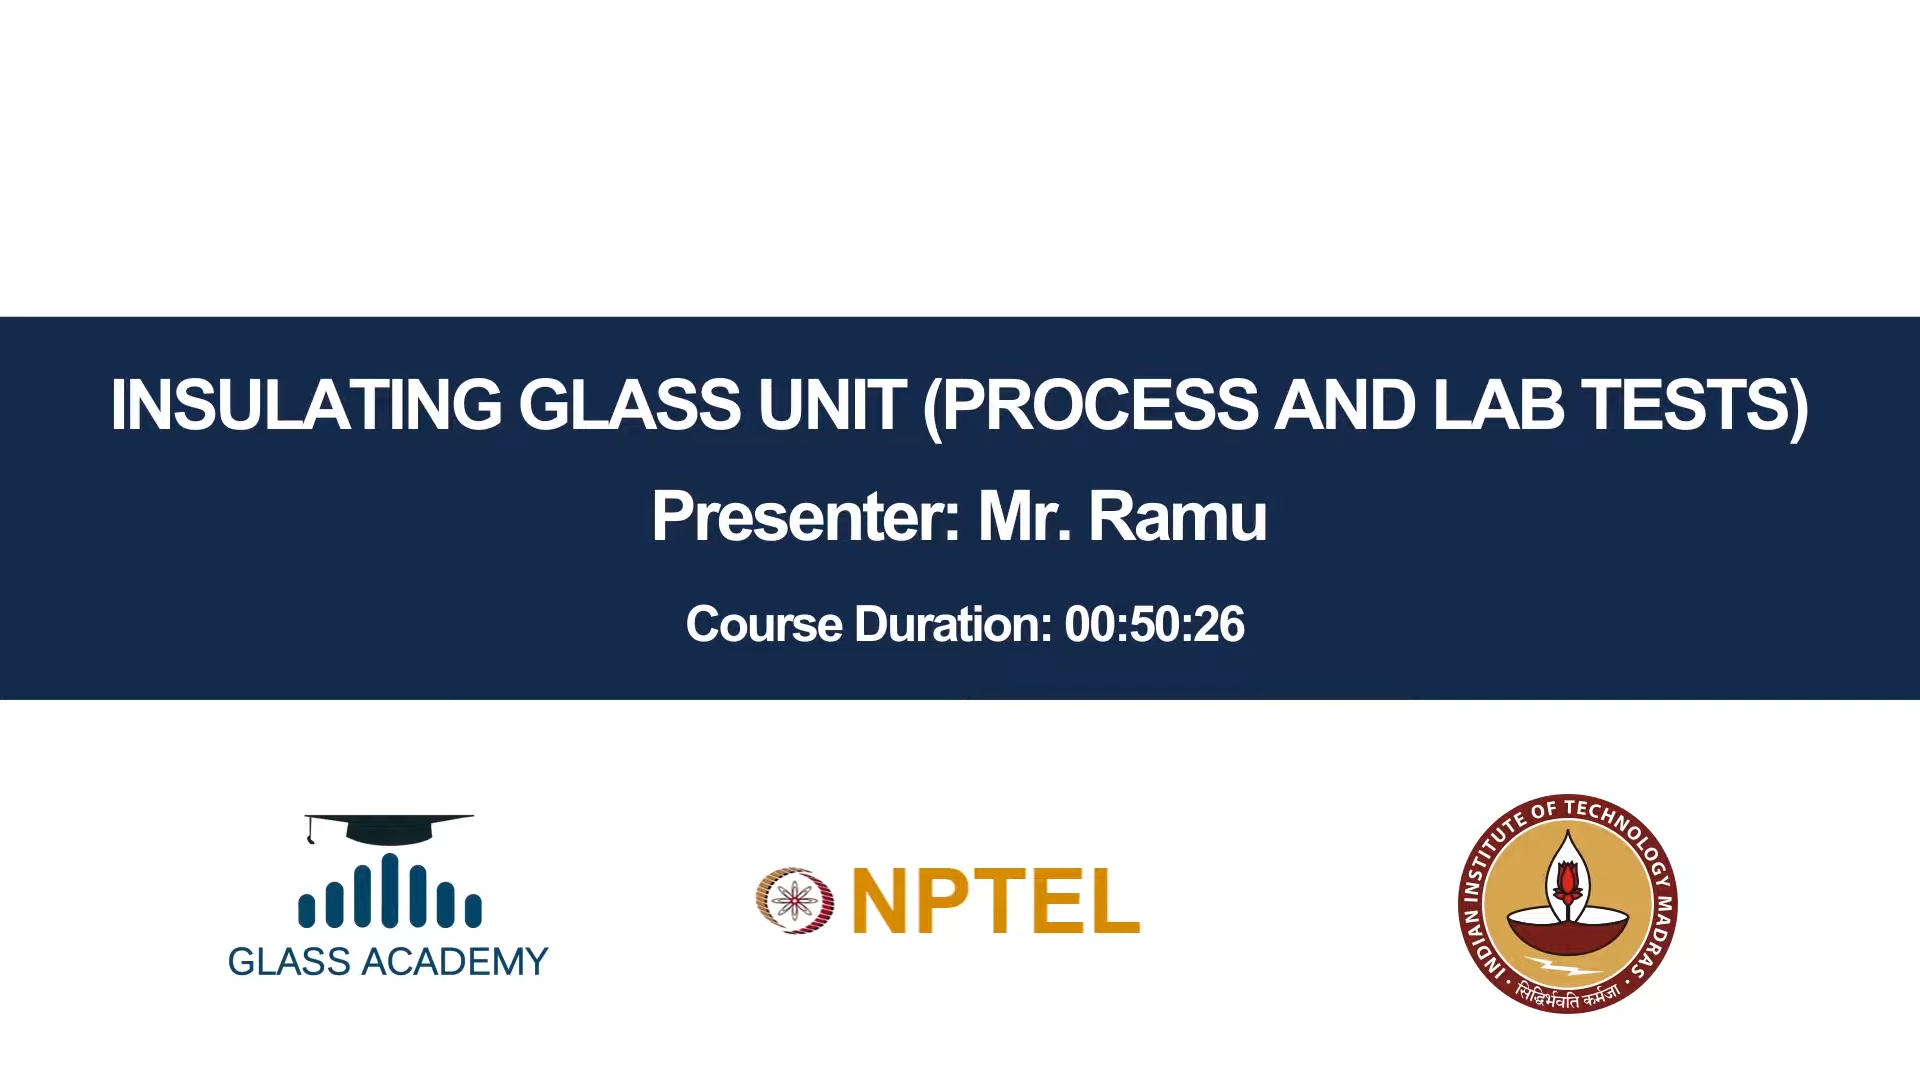 INSULATING GLASS UNIT (PROCESS AND LAB TESTS)
Presenter: Mr. Ramu
Course Duration: 00:50:26
GLASS ACADEMY
NPTEL
INDIAN INSTITUTE OF TECHNOLOGY MADRAS
सिद्धिर्भवति कर्मजा